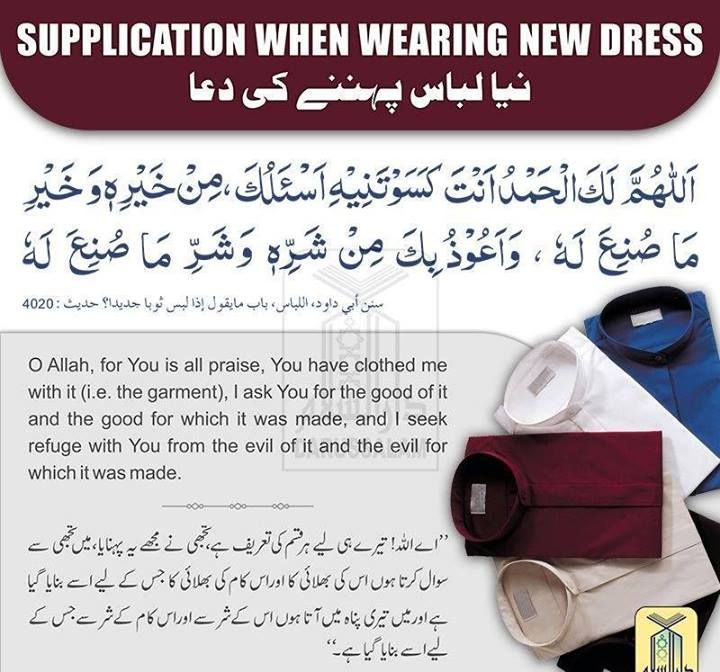 SUPPLICATION WHEN WEARING NEW DRESS
نیا لباس پہننے کی دعا
اَللّٰهُمَّ لَكَ الْحَمْدُ اَنْتَ كَسَوْتَنِيْهِ اَسْئَلُكَ ، مِنْ خَيْرِهٖ وَ خَيْرِ
مَا صُنِعَ لَهٗ ، وَاَعُوْذُ بِكَ مِنْ شَرِّهٖ وَشَرِّ مَا صُنِعَ لَهٗ
سنن أبي داود، اللباس، باب مايقول إذا لبس ثوبا جديدا؟ حديث : 4020
O Allah, for You is all praise, You have clothed me
with it (i.e. the garment), I ask You for the good of it
and the good for which it was made, and I seek
refuge with You from the evil of it and the evil for
which it was made.
’’اے اللہ! تیرے ہی لیے ہر قسم کی تعریف ہے، تجھی نے مجھے یہ پہنایا، میں تجھی سے
سوال کرتا ہوں اس کی بھلائی کا اور اس کام کی بھلائی کا جس کے لیے اسے بنایا گیا
ہے اور میں تیری پناہ میں آتا ہوں اس کے شر سے اور اس کام کے شر سے جس کے
لیے اسے بنایا گیا ہے۔‘‘
دار السلام
DARUSSALAM
دار السلام